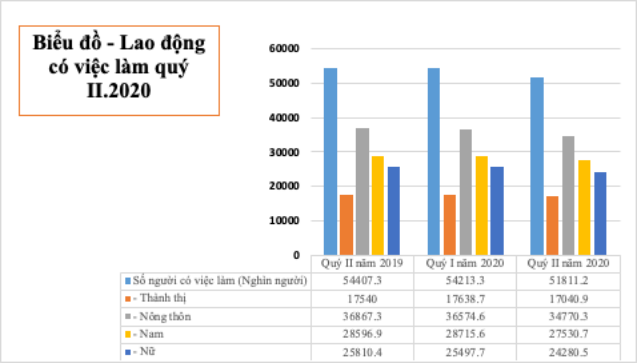 Biểu đồ - Lao động
có việc làm quý
II.2020
60000
50000
40000
30000
20000
10000
0
Quý II năm 2019 Quý I năm 2020 Quý II năm 2020
Số người có việc làm (Nghìn người) 54407.3 54213.3 51811.2
- Thành thị 17540 17638.7 17040.9
- Nông thôn 36867.3 36574.6 34770.3
- Nam 28596.9 28715.6 27530.7
- Nữ 25810.4 25497.7 24280.5